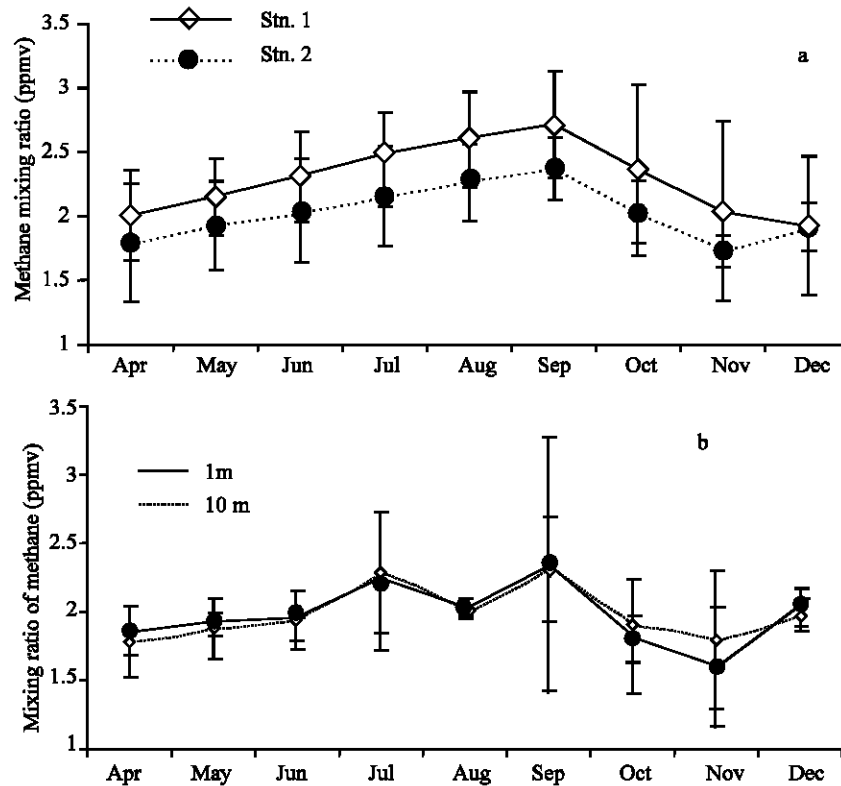 Stn. 1
Stn. 2
a
Methane mixing ratio (ppmv)
3.5
3
2.5
2
1.5
1
Apr May Jun Jul Aug Sep Oct Nov Dec
b
1m
10 m
Mixing ratio of methane (ppmv)
3.5
3
2.5
2
1.5
1
Apr May Jun Jul Aug Sep Oct Nov Dec